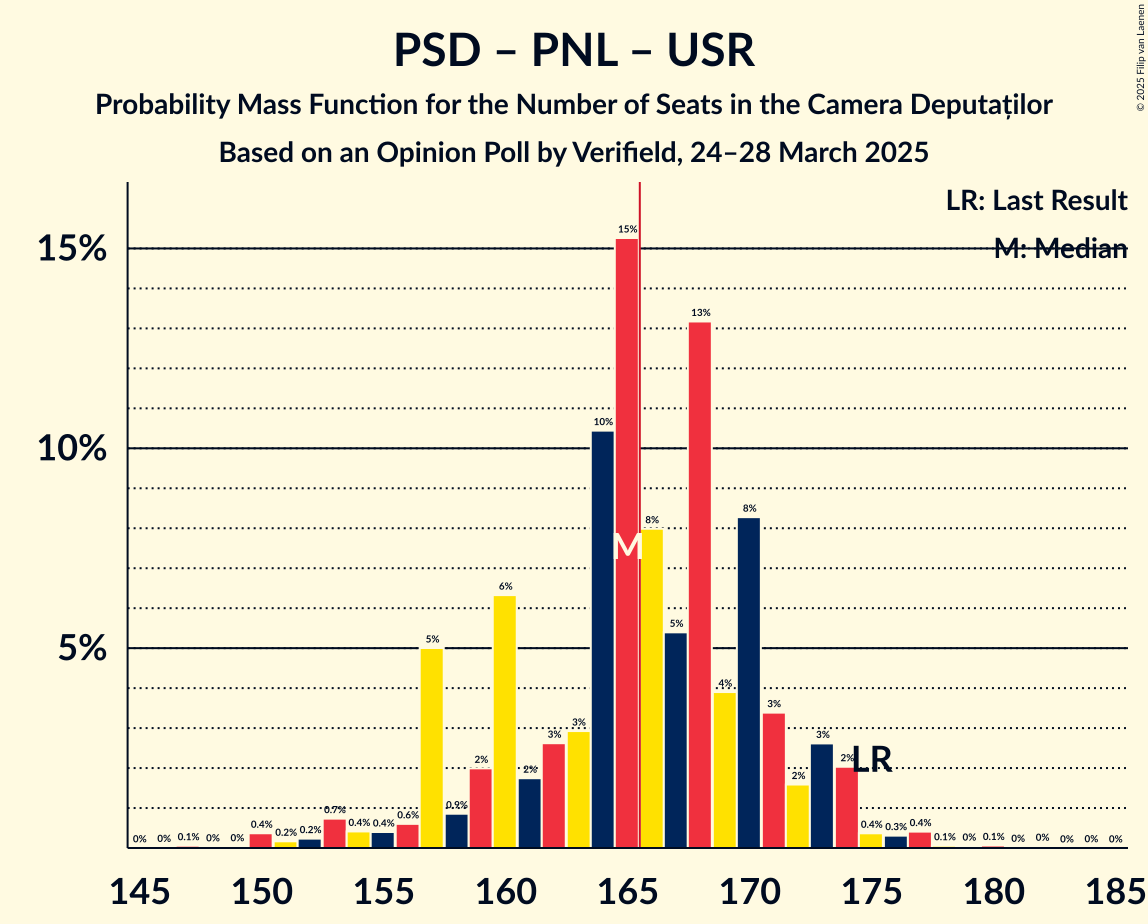 PSD – PNL – USR
Probability Mass Function for the Number of Seats in the Camera Deputaților
Based on an Opinion Poll by Verifield, 24–28 March 2025
© 2025 Filip van Laenen
LR: Last Result
M: Median
15%
10%
5%
0% 0% 0.1% 0% 0% 0.4% 0.2% 0.2% 0.7% 0.4% 0.4% 0.6% 5% 0.9% 2% 6% 2% 3% 3% 10% 15% 8% 5% 13% 4% 8% 3% 2% 3% 2% 0.4% 0.3% 0.4% 0.1% 0% 0.1% 0% 0% 0% 0% 0%
M
LR
145 150 155 160 165 170 175 180 185